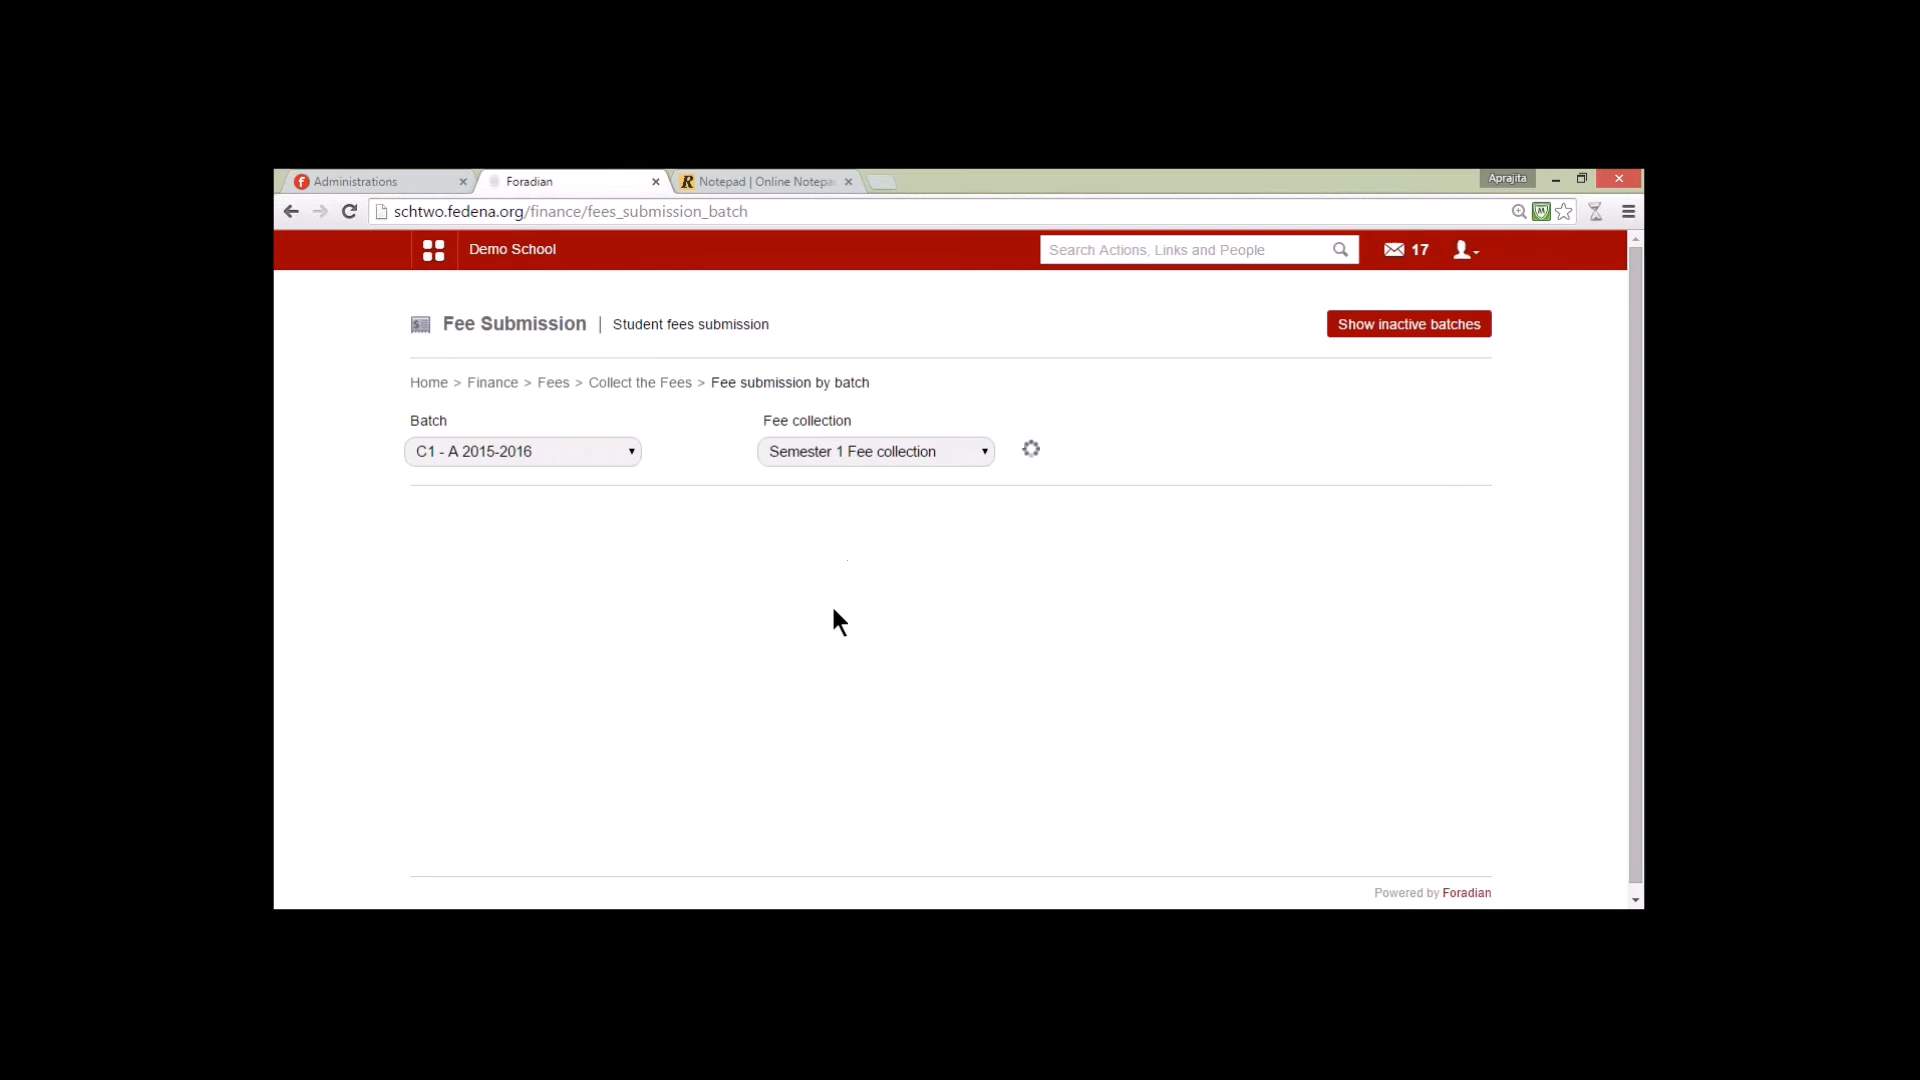 Administrations
Foradian
Notepad | Online Notepa
Aprajita
schtwo.fedena.org/finance/fees_submission_batch
Demo School
Search Actions, Links and People
17
Fee Submission | Student fees submission
Show inactive batches
Home > Finance > Fees > Collect the Fees > Fee submission by batch
Batch
Fee collection
C1 - A 2015-2016
Semester 1 Fee collection
Powered by Foradian